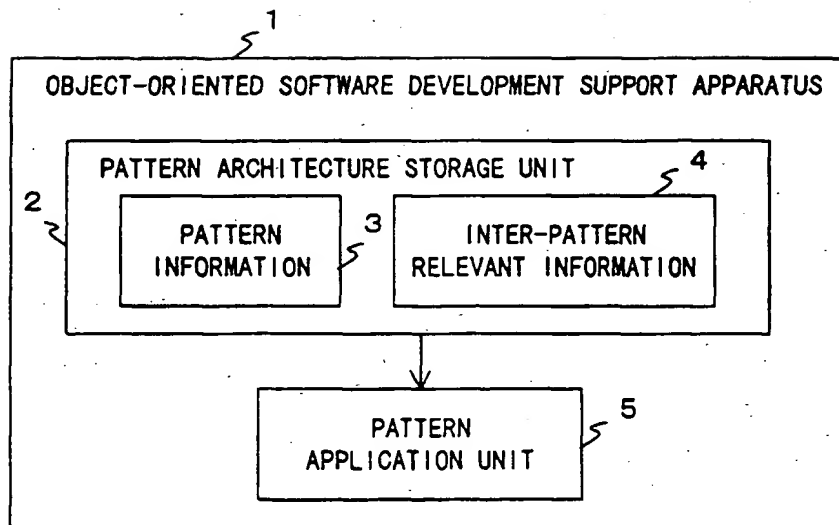 1
OBJECT-ORIENTED SOFTWARE DEVELOPMENT SUPPORT APPARATUS
PATTERN ARCHITECTURE STORAGE UNIT
4
2
PATTERN
INFORMATION
3
INTER-PATTERN
RELEVANT INFORMATION
PATTERN
APPLICATION UNIT
5